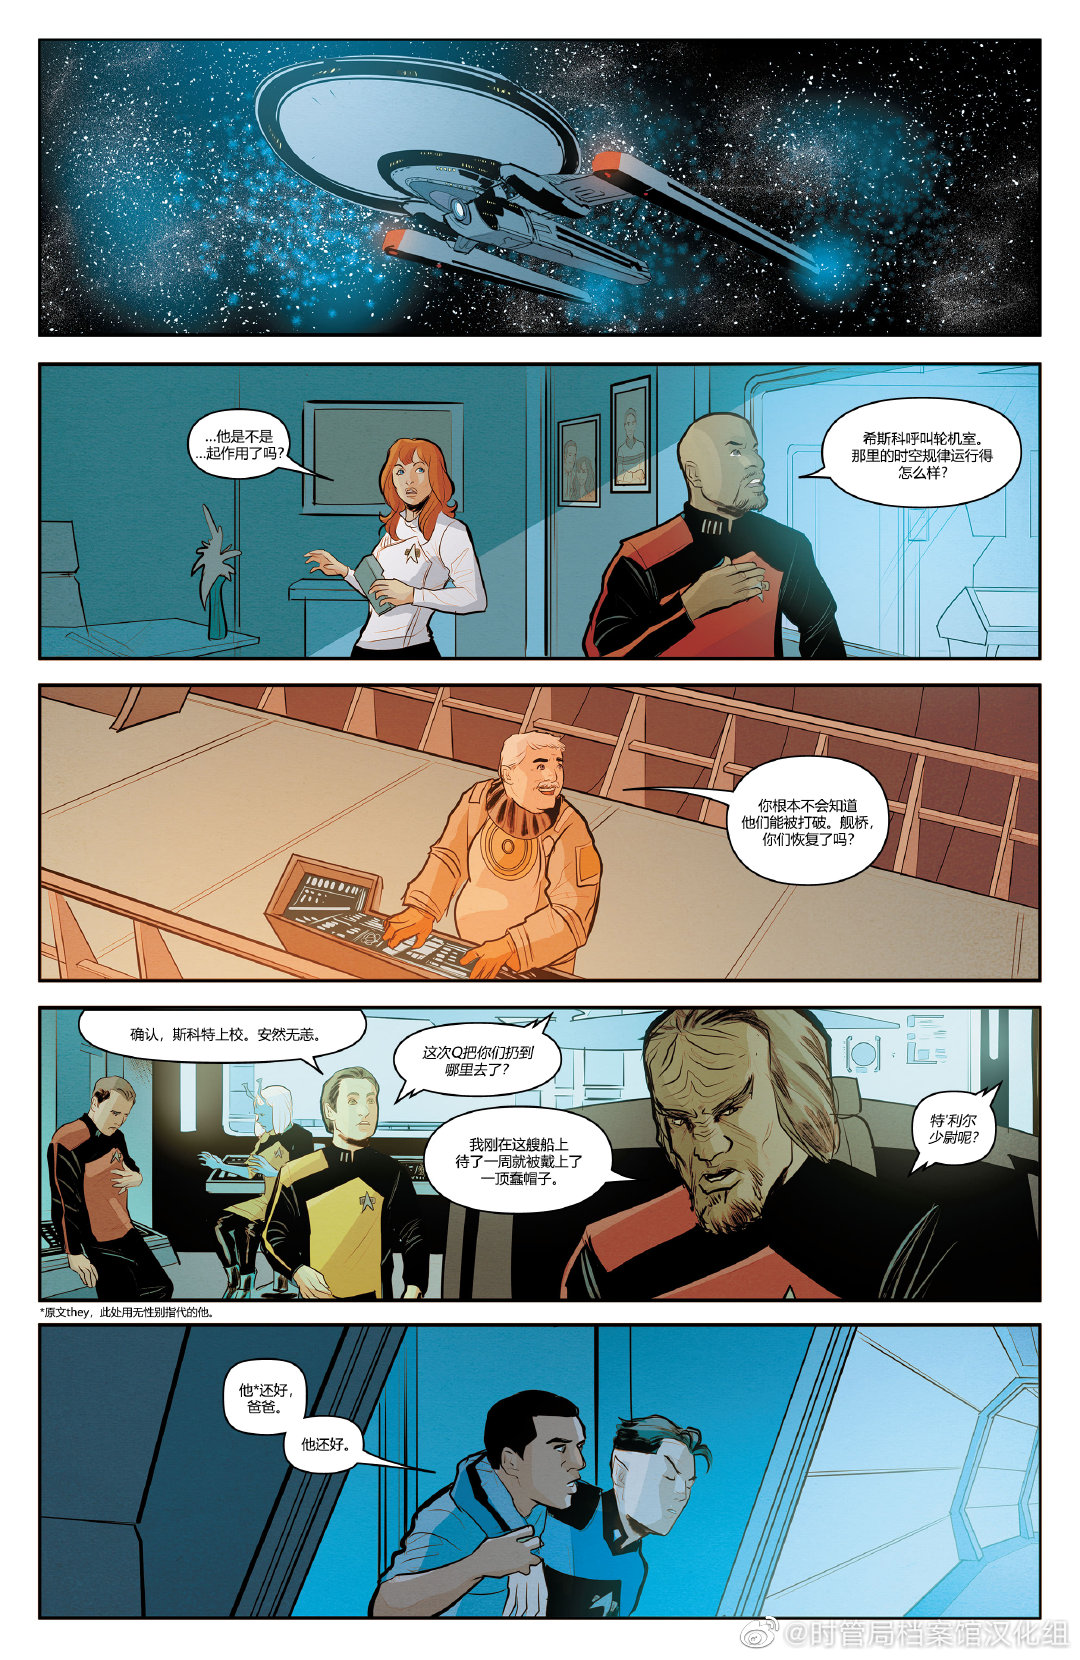 …他是不是
…起作用了吗?
希斯科呼叫轮机室。
那里的时空规律运行得
怎么样?
你根本不会知道
他们能被打破。舰桥,
你们恢复了吗?
确认,斯科特上校。安然无恙。
这次Q把你们扔到
哪里去了?
我刚在这艘船上
待了一周就被戴上了
一顶蠢帽子。
特'利尔
少尉呢?
*原文they,此处用无性别指代的他。
他*还好,
爸爸。
他还好。
@时管局档案馆汉化组